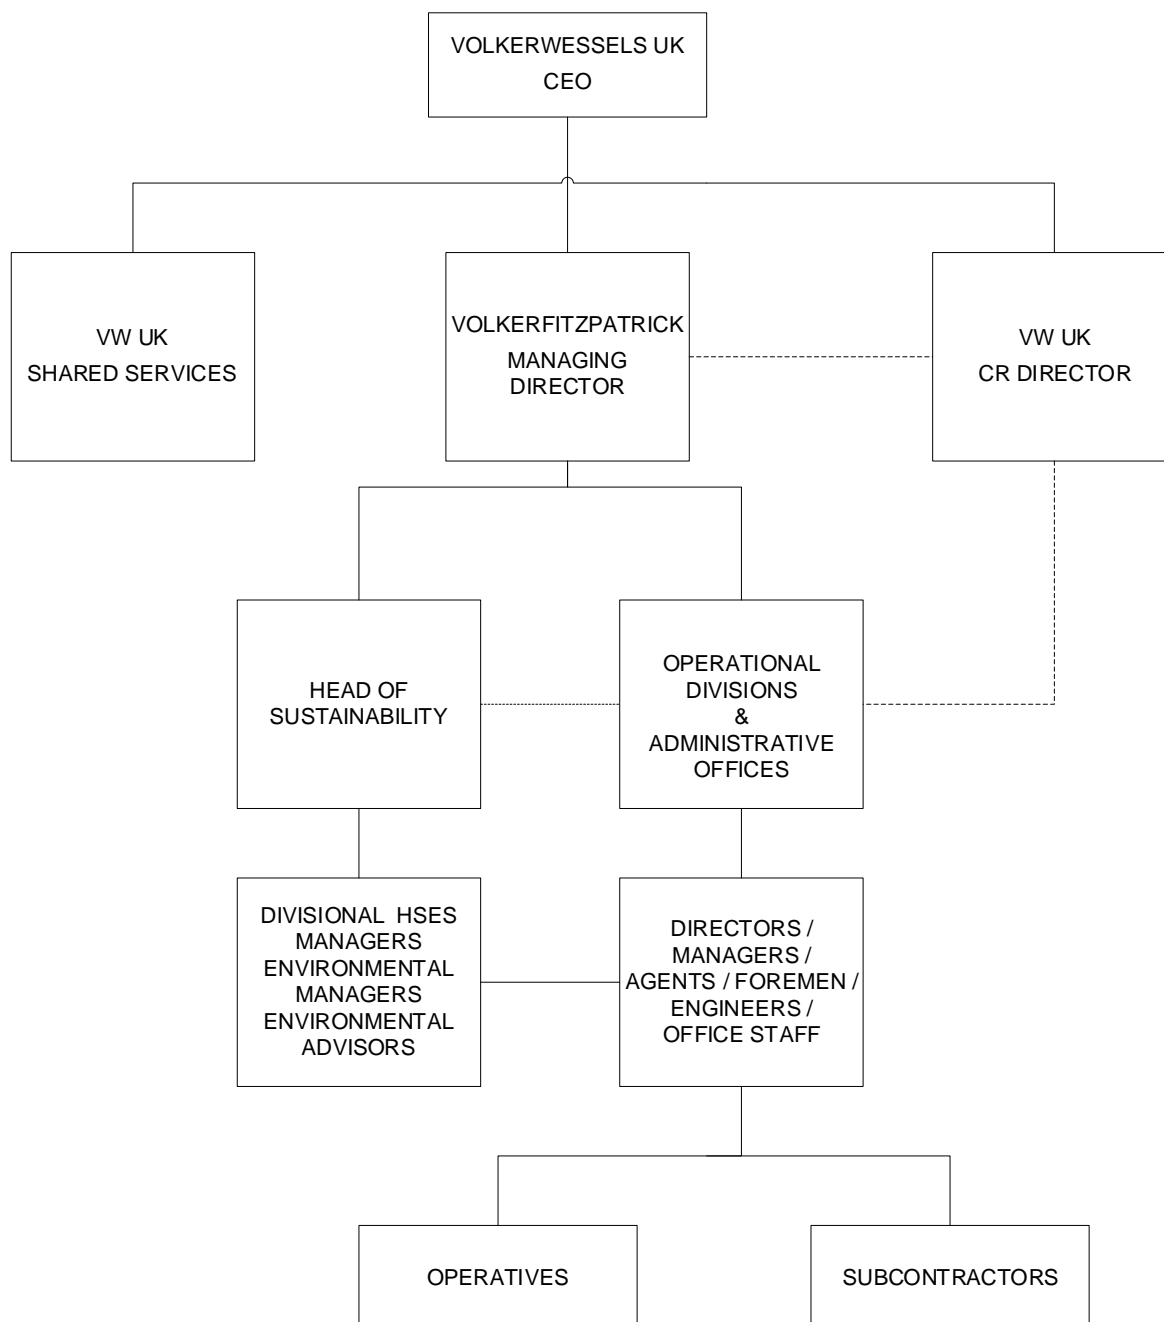 VOLKERWESSELS UK
CEO
VW UK
SHARED SERVICES
VOLKERFITZPATRICK
MANAGING
DIRECTOR
VW UK
CR DIRECTOR
HEAD OF
SUSTAINABILITY
OPERATIONAL
DIVISIONS
&
ADMINISTRATIVE
OFFICES
DIVISIONAL HSES
MANAGERS
ENVIRONMENTAL
MANAGERS
ENVIRONMENTAL
ADVISORS
DIRECTORS /
MANAGERS /
AGENTS / FOREMEN /
ENGINEERS /
OFFICE STAFF
OPERATIVES
SUBCONTRACTORS